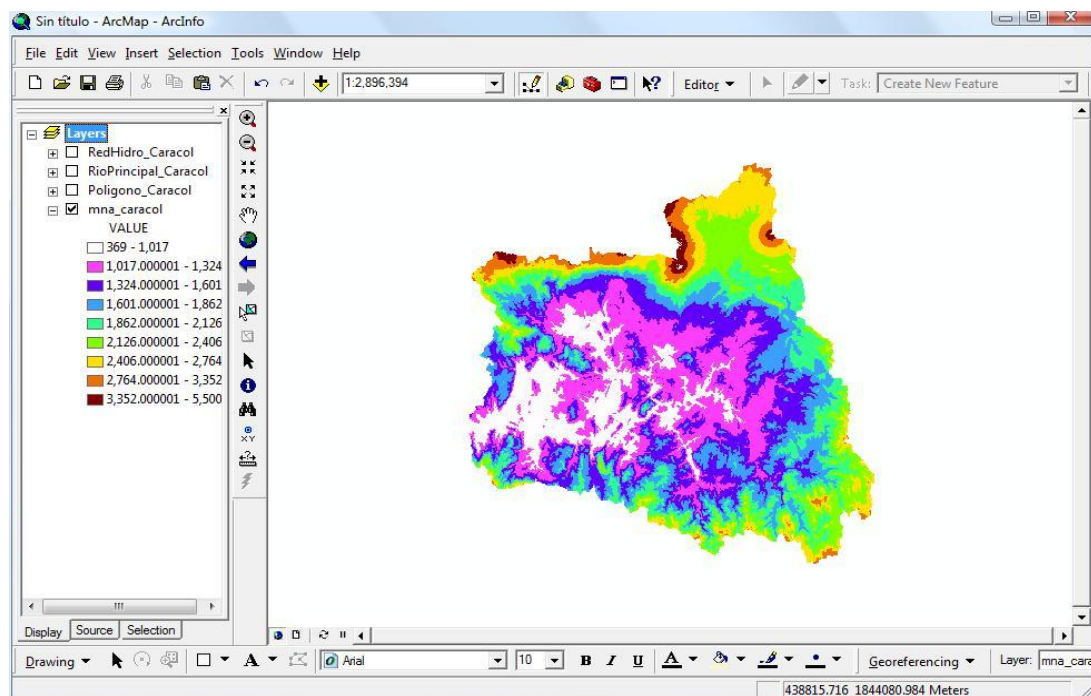 Sin título - ArcMap - ArcInfo
File Edit View Insert Selection Tools Window Help
1:2,896,394 Editor Task: Create New Feature
Layers
RedHidro_Caracol
RioPrincipal_Caracol
Poligono_Caracol
mna_caracol
VALUE
369 - 1,017
1,017.000001 - 1,324
1,324.000001 - 1,601
1,601.000001 - 1,862
1,862.000001 - 2,126
2,126.000001 - 2,406
2,406.000001 - 2,764
2,764.000001 - 3,352
3,352.000001 - 5,500
XY
Display Source Selection
Drawing A Arial 10 B I U A Georeferencing Layer: mna_cara
438815.716 1844080.984 Meters